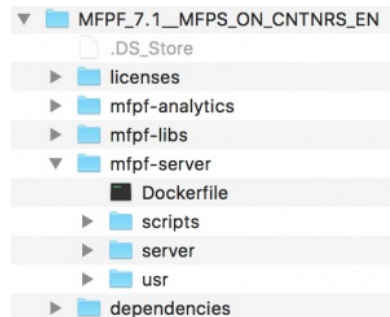 MFPF_7.1__MFPS_ON_CNTNRS_EN
.DS_Store
licenses
mfpf-analytics
mfpf-libs
mfpf-server
Dockerfile
scripts
server
usr
dependencies